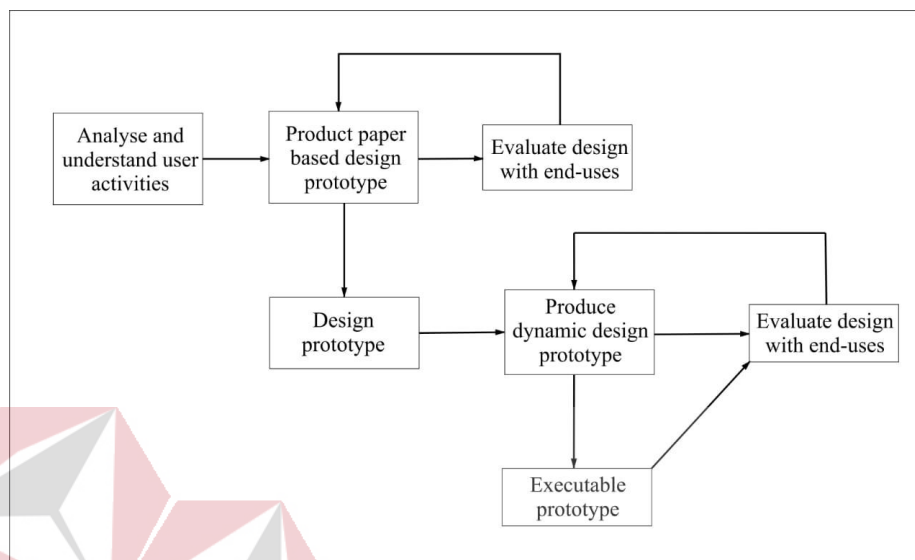 Analyse and
understand user
activities
Product paper
based design
prototype
Evaluate design
with end-uses
Design
prototype
Produce
dynamic design
prototype
Evaluate design
with end-uses
Executable
prototype